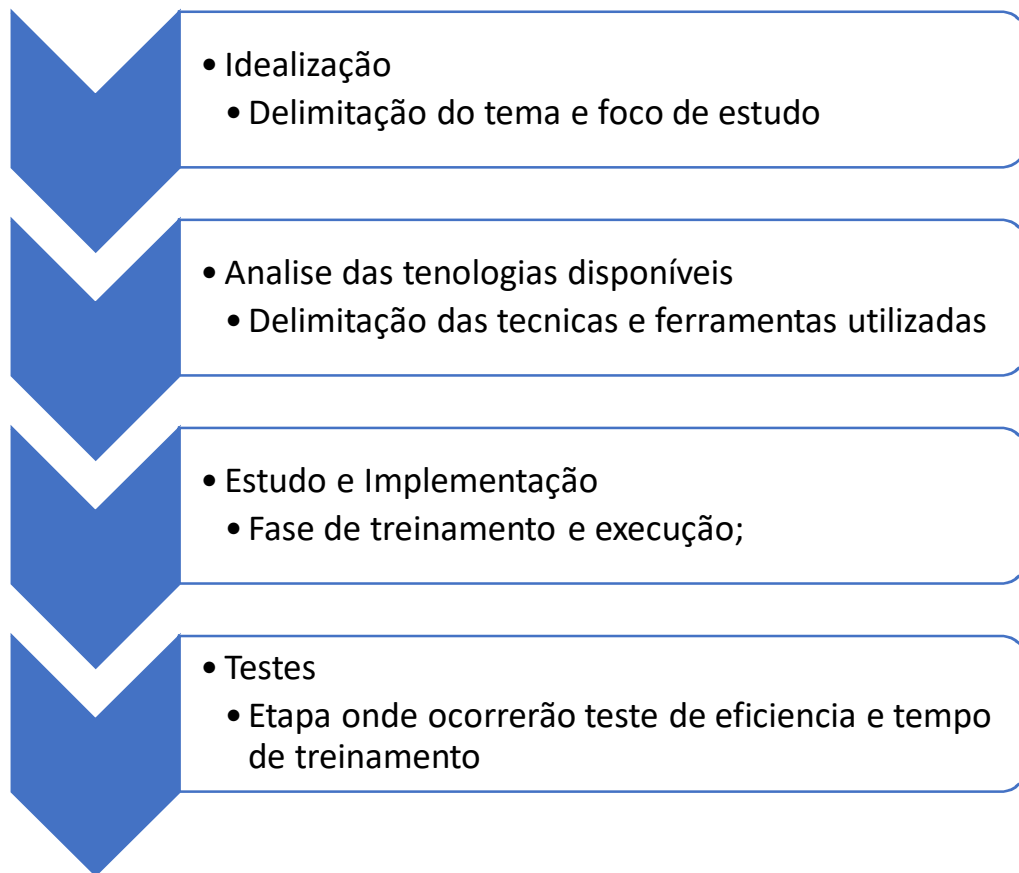 • Idealização
• Delimitação do tema e foco de estudo
• Analise das tenologias disponíveis
• Delimitação das tecnicas e ferramentas utilizadas
• Estudo e Implementação
• Fase de treinamento e execução;
• Testes
• Etapa onde ocorrerão teste de eficiencia e tempo
de treinamento